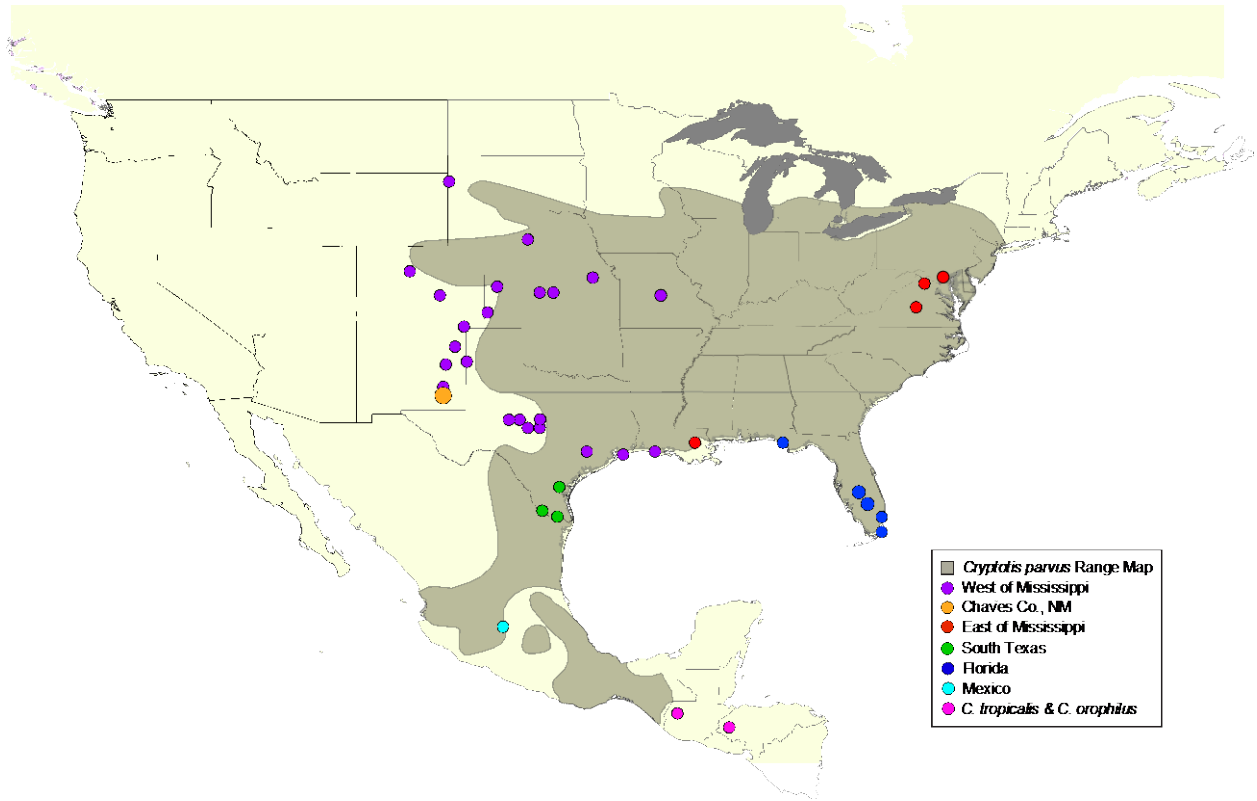 Cryptotis parvus Range Map
West of Mississippi
Chaves Co., NM
East of Mississippi
South Texas
Florida
Mexico
C. tropicalis & C. orophilus